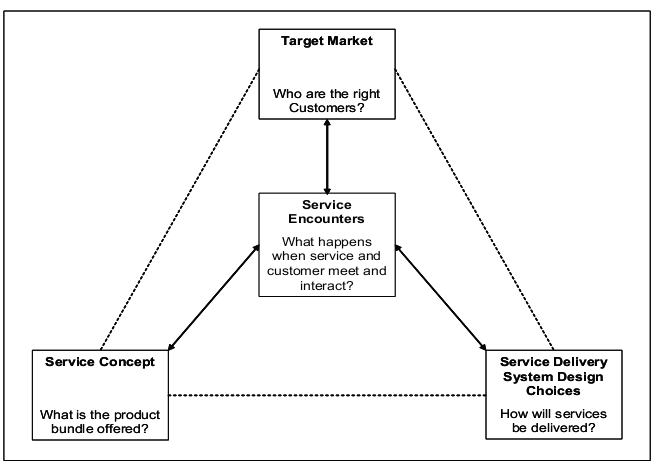 Target Market
Who are the right
Customers?
Service
Encounters
What happens
when service and
customer meet and
interact?
Service Concept
What is the product
bundle offered?
Service Delivery
System Design
Choices
How will services
be delivered?